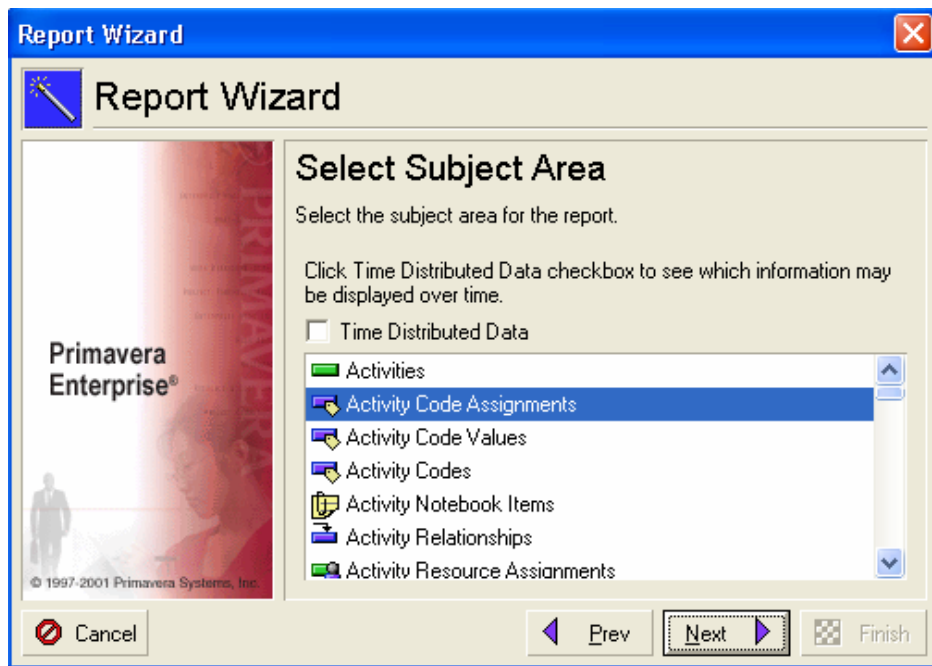 Report Wizard
Report Wizard
PRIMAVERA
Primavera
Enterprise®
© 1997-2001 Primavera Systems, Inc.
Select Subject Area
Select the subject area for the report.
Click Time Distributed Data checkbox to see which information may
be displayed over time.
Time Distributed Data
Activities
Activity Code Assignments
Activity Code Values
Activity Codes
Activity Notebook Items
Activity Relationships
Activity Resource Assignments
Cancel
Prev
Next
Finish